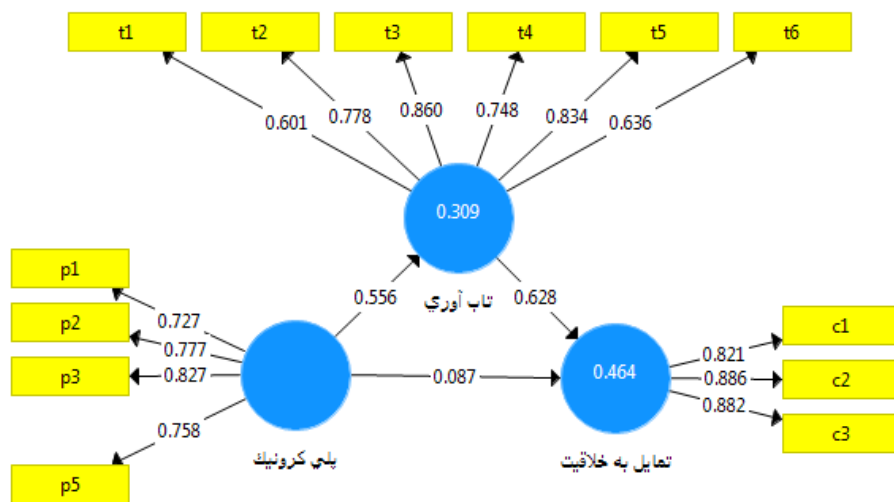 t1
t2
t3
t4
t5
t6
0.601
0.778
0.860
0.748
0.834
0.636
0.309
تاب آوري
p1
p2
p3
p5
0.727
0.777
0.827
0.758
0.556
0.628
0.087
پلي كرونيك
0.464
تمايل به خلاقيت
0.821
0.886
0.882
c1
c2
c3